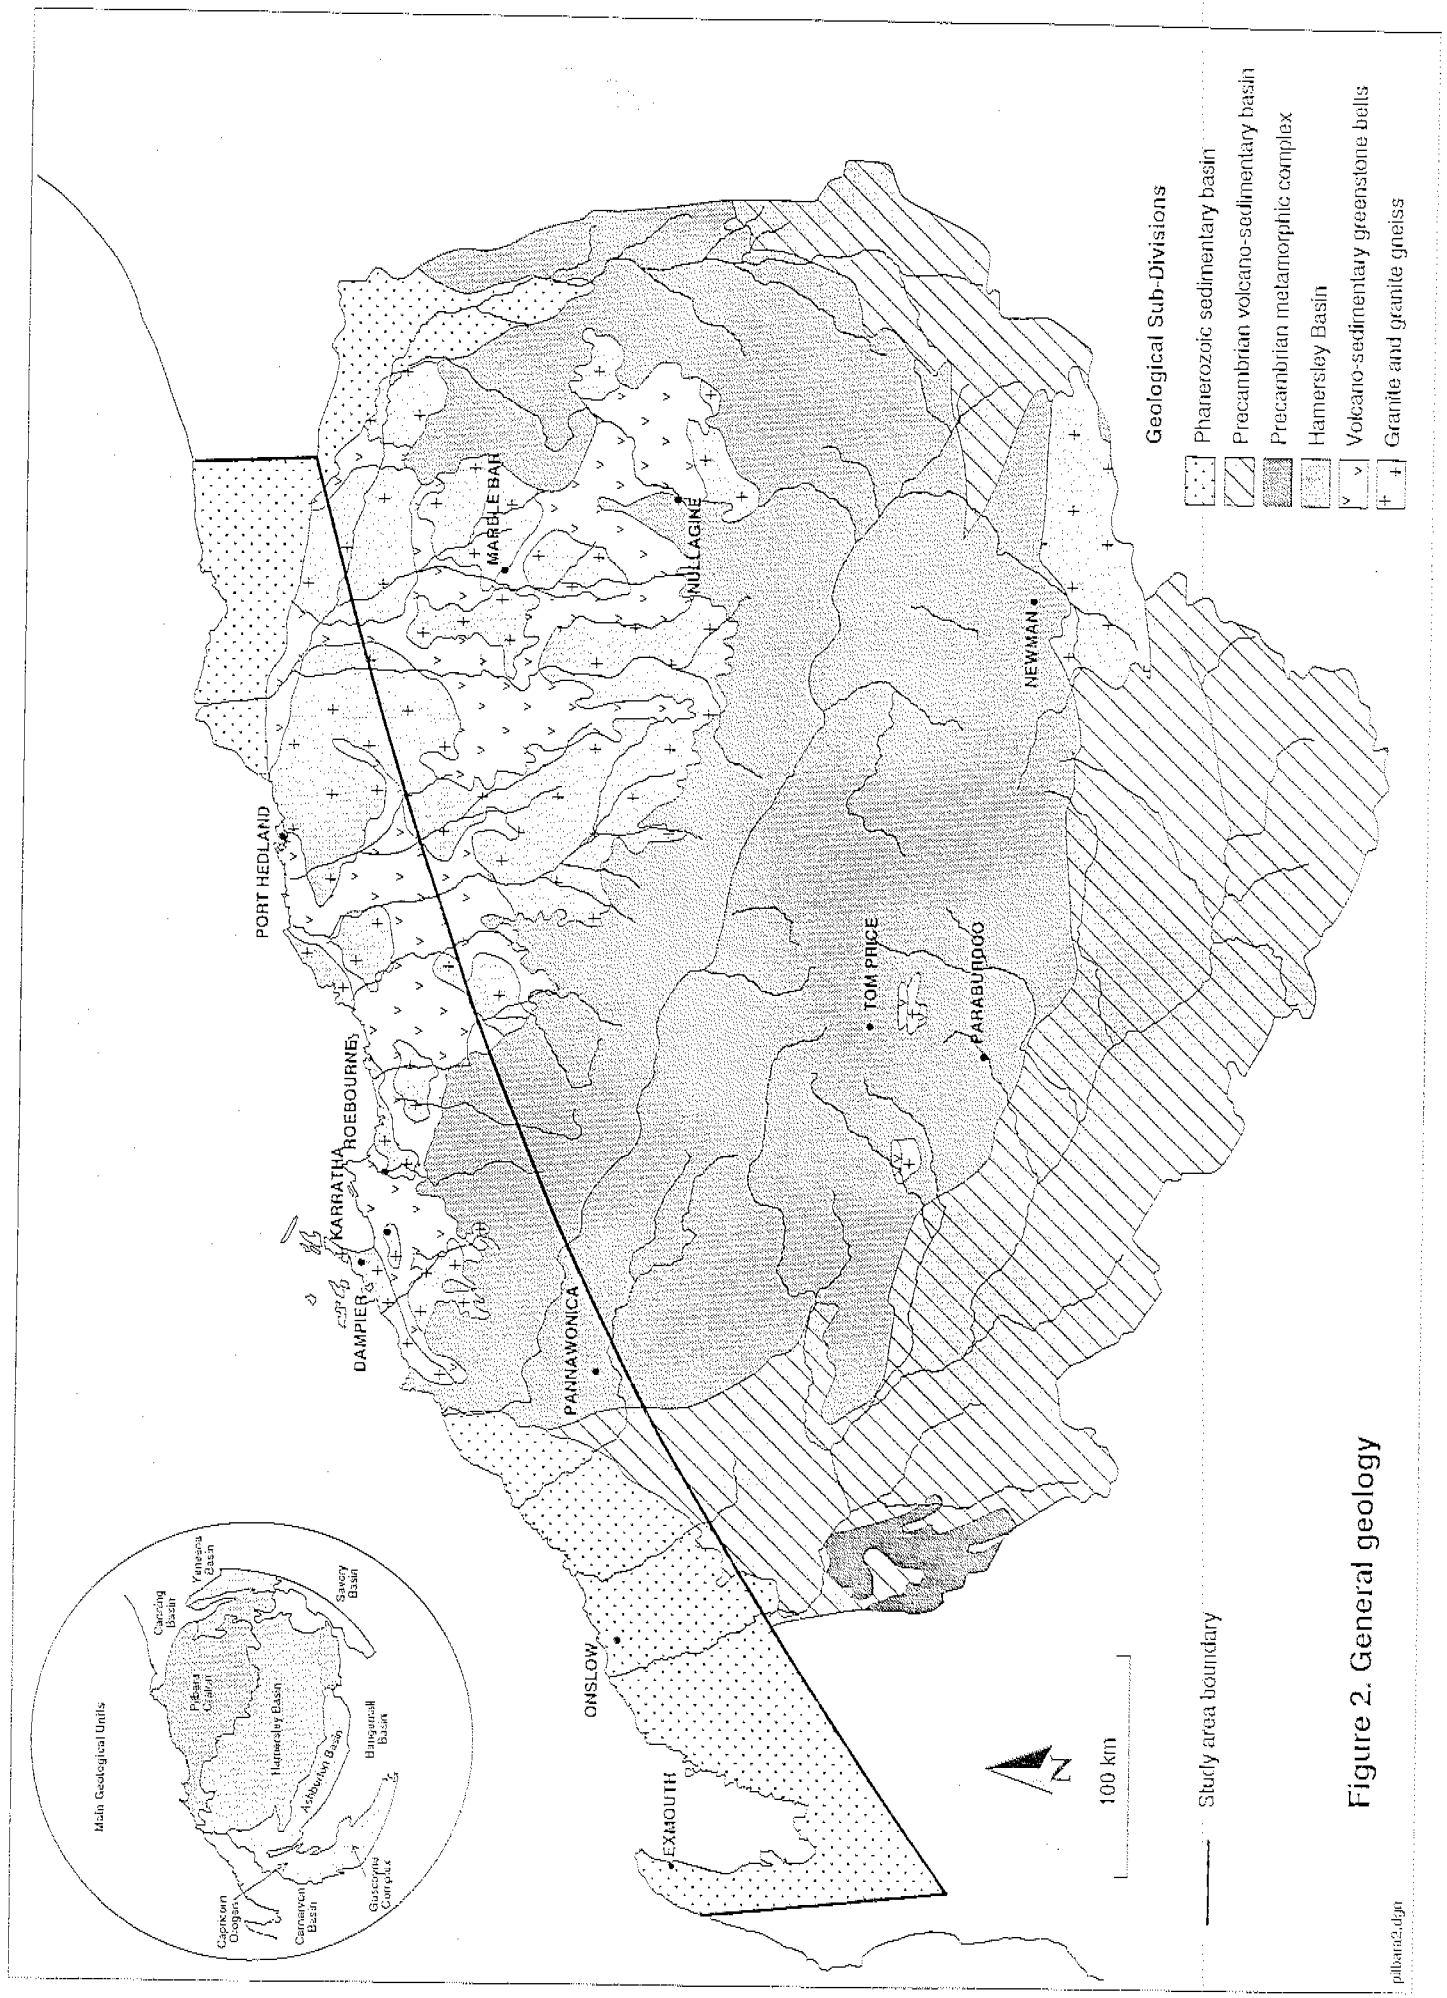 Main Geological Units
Canning
Basin
Yeneena
Basin
Pilbara
Craton
Savory
Basin
Hamersley Basin
Ashburton Basin
Bangemall
Basin
Capricorn
Orogen
Carnarvon
Basin
Gascoyne
Complex
PORT HEDLAND
ROEBOURNE
KARRATHA
DAMPIER
PANNAWONICA
ONSLOW
EXMOUTH
MARBLE BAR
NULLAGINE
NEWMAN
TOM PRICE
PARABURDOO
N
100 km
Study area boundary
Geological Sub-Divisions
Phanerozoic sedimentary basin
Precambrian volcano-sedimentary basin
Precambrian metamorphic complex
Hamersley Basin
Volcano-sedimentary greenstone belts
Granite and granite gneiss
Figure 2. General geology
pilbara2.dgn